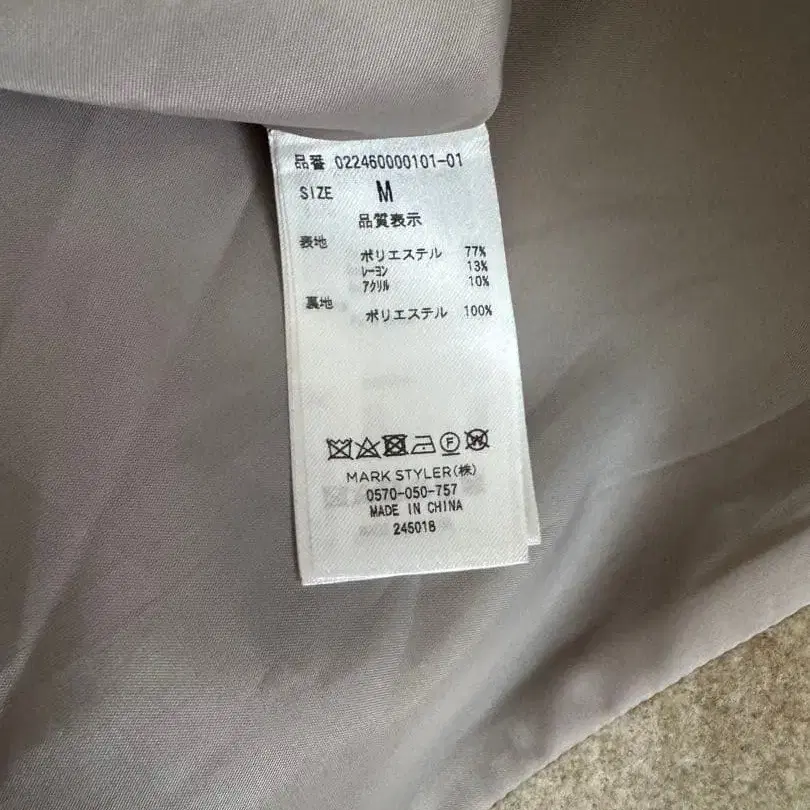 品番 022460000101-01
SIZE M
品質表示
表地 ポリエステル 77%
レーヨン 13%
アクリル 10%
裏地 ポリエステル 100%
F W
MARK STYLER(株)
0570-050-757
MADE IN CHINA
245018